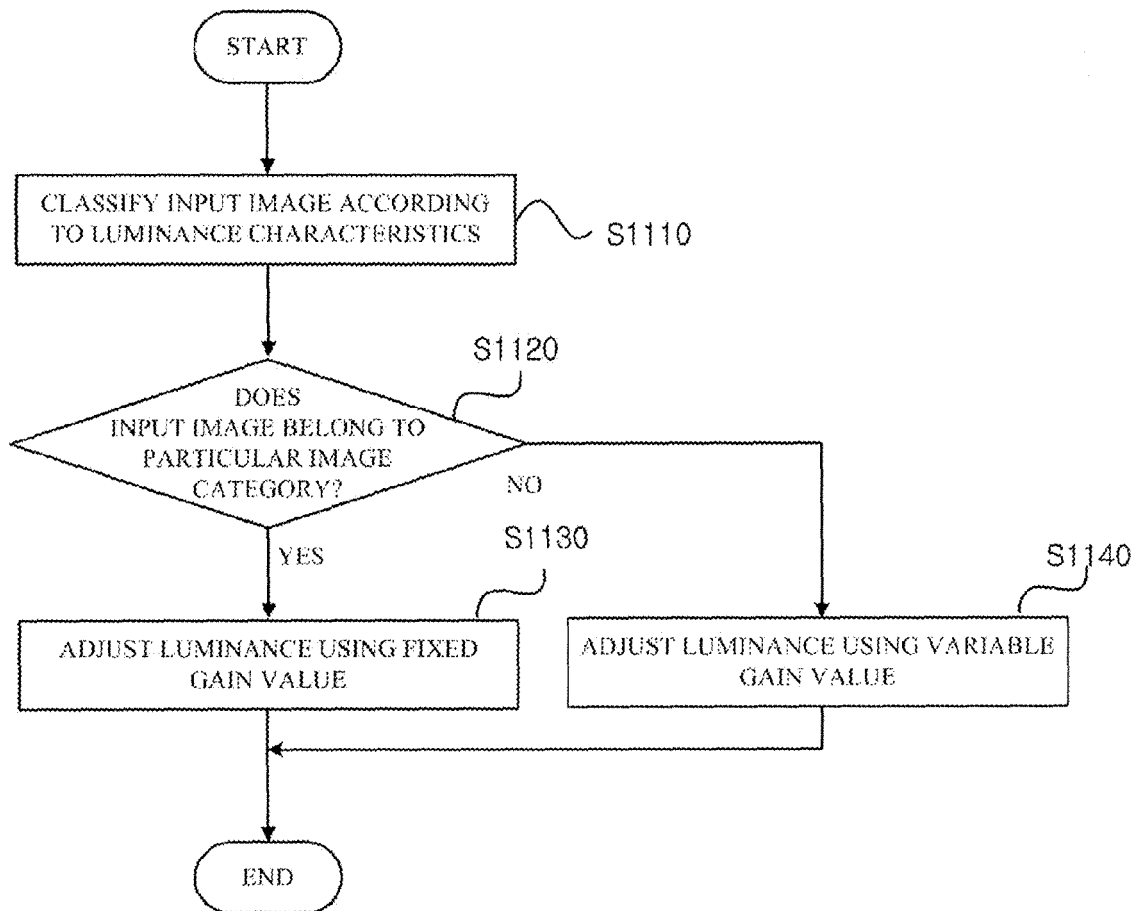 START
CLASSIFY INPUT IMAGE ACCORDING
TO LUMINANCE CHARACTERISTICS
S1110
S1120
DOES
INPUT IMAGE BELONG TO
PARTICULAR IMAGE
CATEGORY?
NO
YES
S1130
S1140
ADJUST LUMINANCE USING FIXED
GAIN VALUE
ADJUST LUMINANCE USING VARIABLE
GAIN VALUE
END